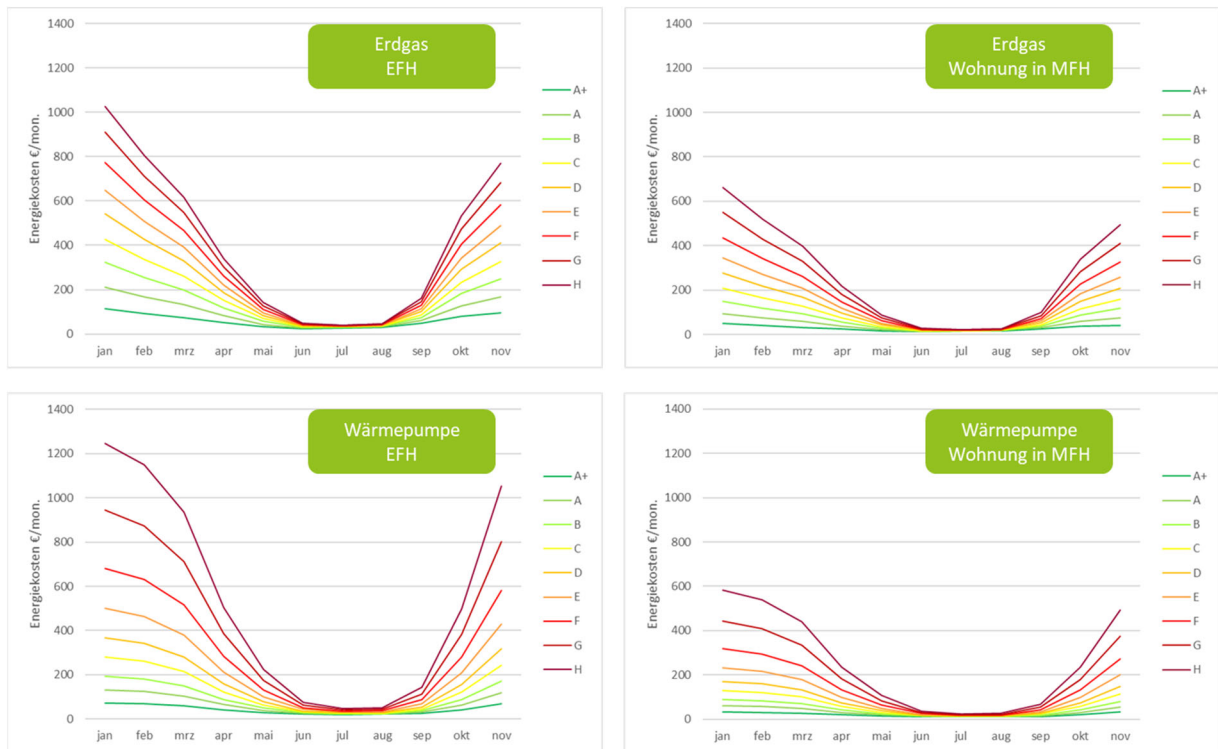 Erdgas
EFH
Energiekosten €/mon.
1400
1200
1000
800
600
400
200
0
jan feb mrz apr mai jun jul aug sep okt nov
A+
A
B
C
D
E
F
G
H
Erdgas
Wohnung in MFH
Energiekosten €/mon.
1400
1200
1000
800
600
400
200
0
jan feb mrz apr mai jun jul aug sep okt nov
A+
A
B
C
D
E
F
G
H
Wärmepumpe
EFH
Energiekosten €/mon.
1400
1200
1000
800
600
400
200
0
jan feb mrz apr mai jun jul aug sep okt nov
A+
A
B
C
D
E
F
G
H
Wärmepumpe
Wohnung in MFH
Energiekosten €/mon.
1400
1200
1000
800
600
400
200
0
jan feb mrz apr mai jun jul aug sep okt nov
A+
A
B
C
D
E
F
G
H